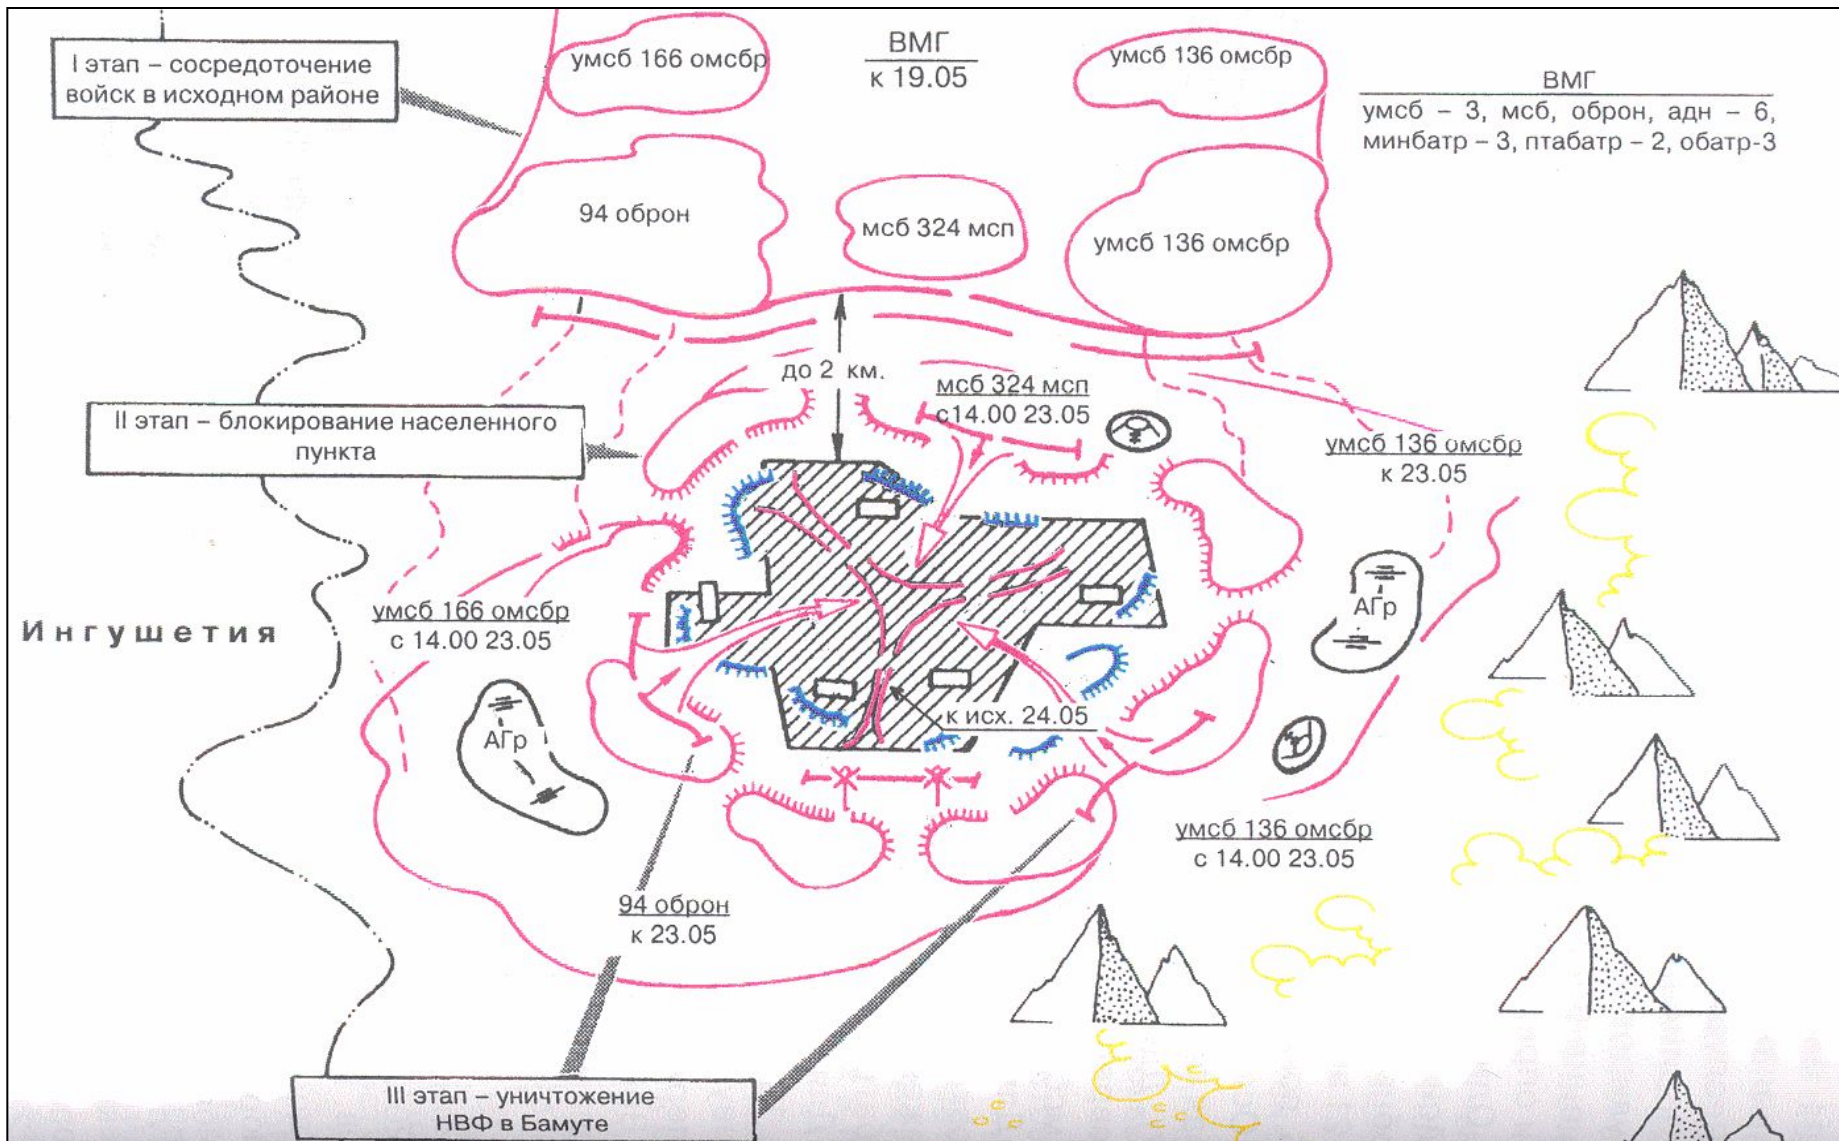 I этап – сосредоточение
войск в исходном районе
умсб 166 омсбр
ВМГ
к 19.05
умсб 136 омсбр
ВМГ
умсб – 3, мсб, оброн, адн – 6,
минбатр – 3, птабатр – 2, обатр-3
94 оброн
мсб 324 мсп
умсб 136 омсбр
до 2 км.
мсб 324 мсп
с14.00 23.05
II этап – блокирование населенного
пункта
умсб 136 омсбр
к 23.05
умсб 166 омсбр
с 14.00 23.05
Ингушетия
АГр
АГр
к исх. 24.05
умсб 136 омсбр
с 14.00 23.05
94 оброн
к 23.05
III этап – уничтожение
НВФ в Бамуте